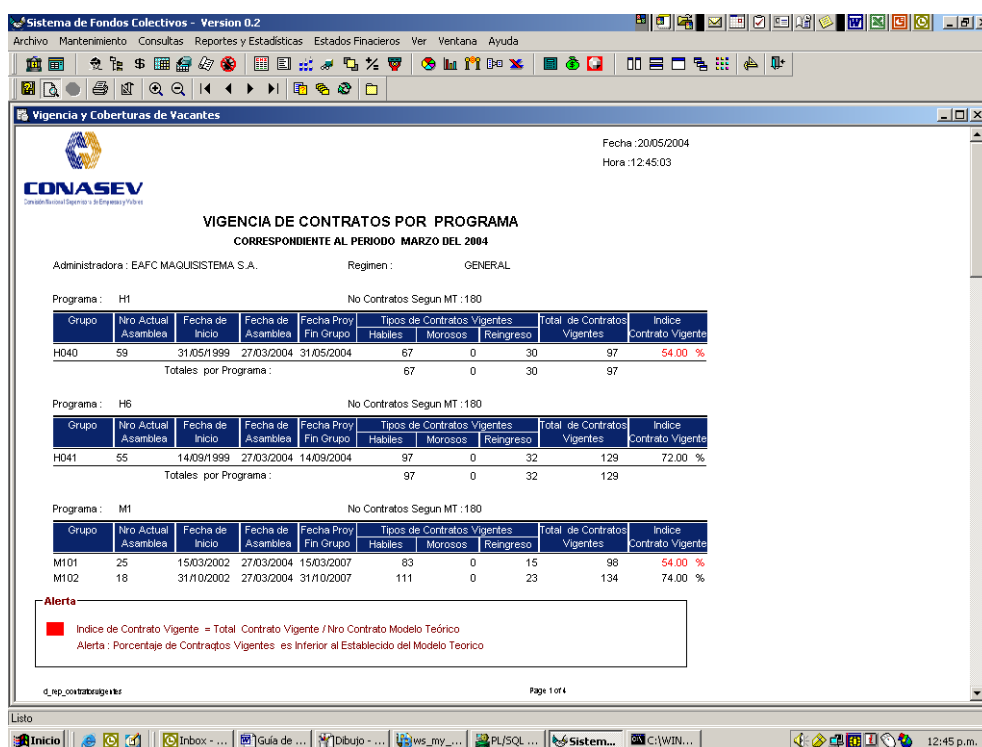 Sistema de Fondos Colectivos - Version 0.2
Archivo Mantenimiento Consultas Reportes y Estadísticas Estados Finacieros Ver Ventana Ayuda
Vigencia y Coberturas de Vacantes
Fecha :20/05/2004
Hora :12:45:03
CONASEV
Comisión Nacional Supervisora de Empresas y Valores
VIGENCIA DE CONTRATOS POR PROGRAMA
CORRESPONDIENTE AL PERIODO MARZO DEL 2004
Administradora : EAFC MAQUISISTEMA S.A. Regimen : GENERAL
Programa : H1 No Contratos Segun MT :180
Grupo Nro Actual Fecha de Fecha de Fecha Proy Tipos de Contratos Vigentes Total de Contratos Indice
Asamblea Inicio Asamblea Fin Grupo Habiles Morosos Reingreso Vigentes Contrato Vigente
H040 59 31/05/1999 27/03/2004 31/05/2004 67 0 30 97 54.00 %
Totales por Programa : 67 0 30 97
Programa : H6 No Contratos Segun MT :180
Grupo Nro Actual Fecha de Fecha de Fecha Proy Tipos de Contratos Vigentes Total de Contratos Indice
Asamblea Inicio Asamblea Fin Grupo Habiles Morosos Reingreso Vigentes Contrato Vigente
H041 55 14/09/1999 27/03/2004 14/09/2004 97 0 32 129 72.00 %
Totales por Programa : 97 0 32 129
Programa : M1 No Contratos Segun MT :180
Grupo Nro Actual Fecha de Fecha de Fecha Proy Tipos de Contratos Vigentes Total de Contratos Indice
Asamblea Inicio Asamblea Fin Grupo Habiles Morosos Reingreso Vigentes Contrato Vigente
M101 25 15/03/2002 27/03/2004 15/03/2007 83 0 15 98 54.00 %
M102 18 31/10/2002 27/03/2004 31/10/2007 111 0 23 134 74.00 %
Alerta
Indice de Contrato Vigente = Total Contrato Vigente / Nro Contrato Modelo Teórico
Alerta : Porcentaje de Contraqtos Vigentes es Inferior al Establecido del Modelo Teorico
d_rep_contratosvigentes Page 1 of 4
Listo
Inicio Inbox - ... Guía de ... Dibujo - ... ws_my_... PL/SQL ... Sistem... C:\WIN... 12:45 p.m.